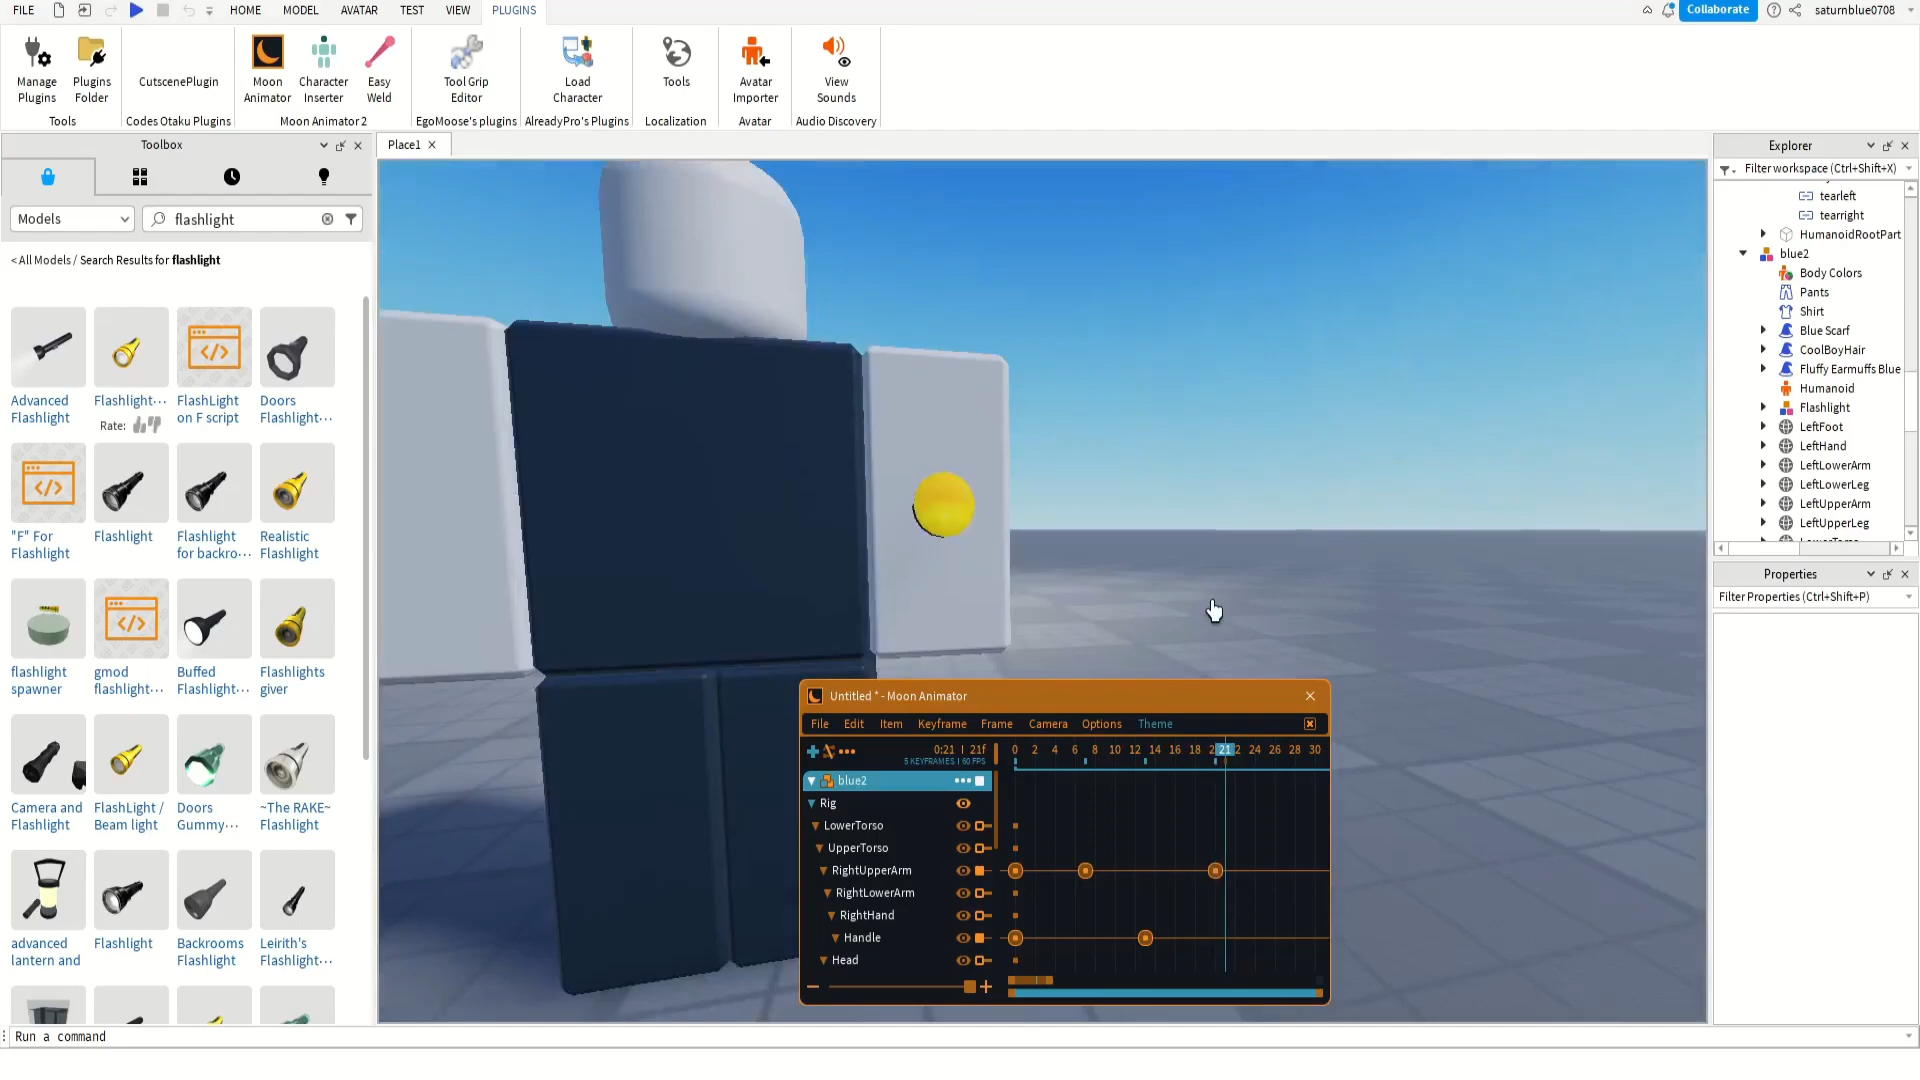 FILE HOME MODEL AVATAR TEST VIEW PLUGINS Collaborate saturnblue0708
Manage Plugins
Plugins Folder
CutscenePlugin
Moon Animator
Character Inserter
Easy Weld
Tool Grip Editor
Load Character
Tools
Avatar Importer
View Sounds
Tools Codes Otaku Plugins Moon Animator 2 EgoMoose's plugins AlreadyPro's Plugins Localization Avatar Audio Discovery
Toolbox
Models
flashlight
< All Models / Search Results for flashlight
Advanced Flashlight
Flashlight...
Rate:
FlashLight on F script
Doors Flashlight...
"F" For Flashlight
Flashlight
Flashlight for backro...
Realistic Flashlight
flashlight spawner
gmod flashlight...
Buffed Flashlight...
Flashlights giver
Camera and Flashlight
FlashLight / Beam light
Doors Gummy...
~The RAKE~ Flashlight
advanced lantern and
Flashlight
Backrooms Flashlight
Leirith's Flashlight...
Place1
Untitled * - Moon Animator
File Edit Item Keyframe Frame Camera Options Theme
0:21 | 21f
5 KEYFRAMES | 60 FPS
0 2 4 6 8 10 12 14 16 18 2 21 2 24 26 28 30
blue2
Rig
LowerTorso
UpperTorso
RightUpperArm
RightLowerArm
RightHand
Handle
Head
Explorer
Filter workspace (Ctrl+Shift+X)
tearleft
tearright
HumanoidRootPart
blue2
Body Colors
Pants
Shirt
Blue Scarf
CoolBoyHair
Fluffy Earmuffs Blue
Humanoid
Flashlight
LeftFoot
LeftHand
LeftLowerArm
LeftLowerLeg
LeftUpperArm
LeftUpperLeg
LowerTorso
Properties
Filter Properties (Ctrl+Shift+P)
Run a command